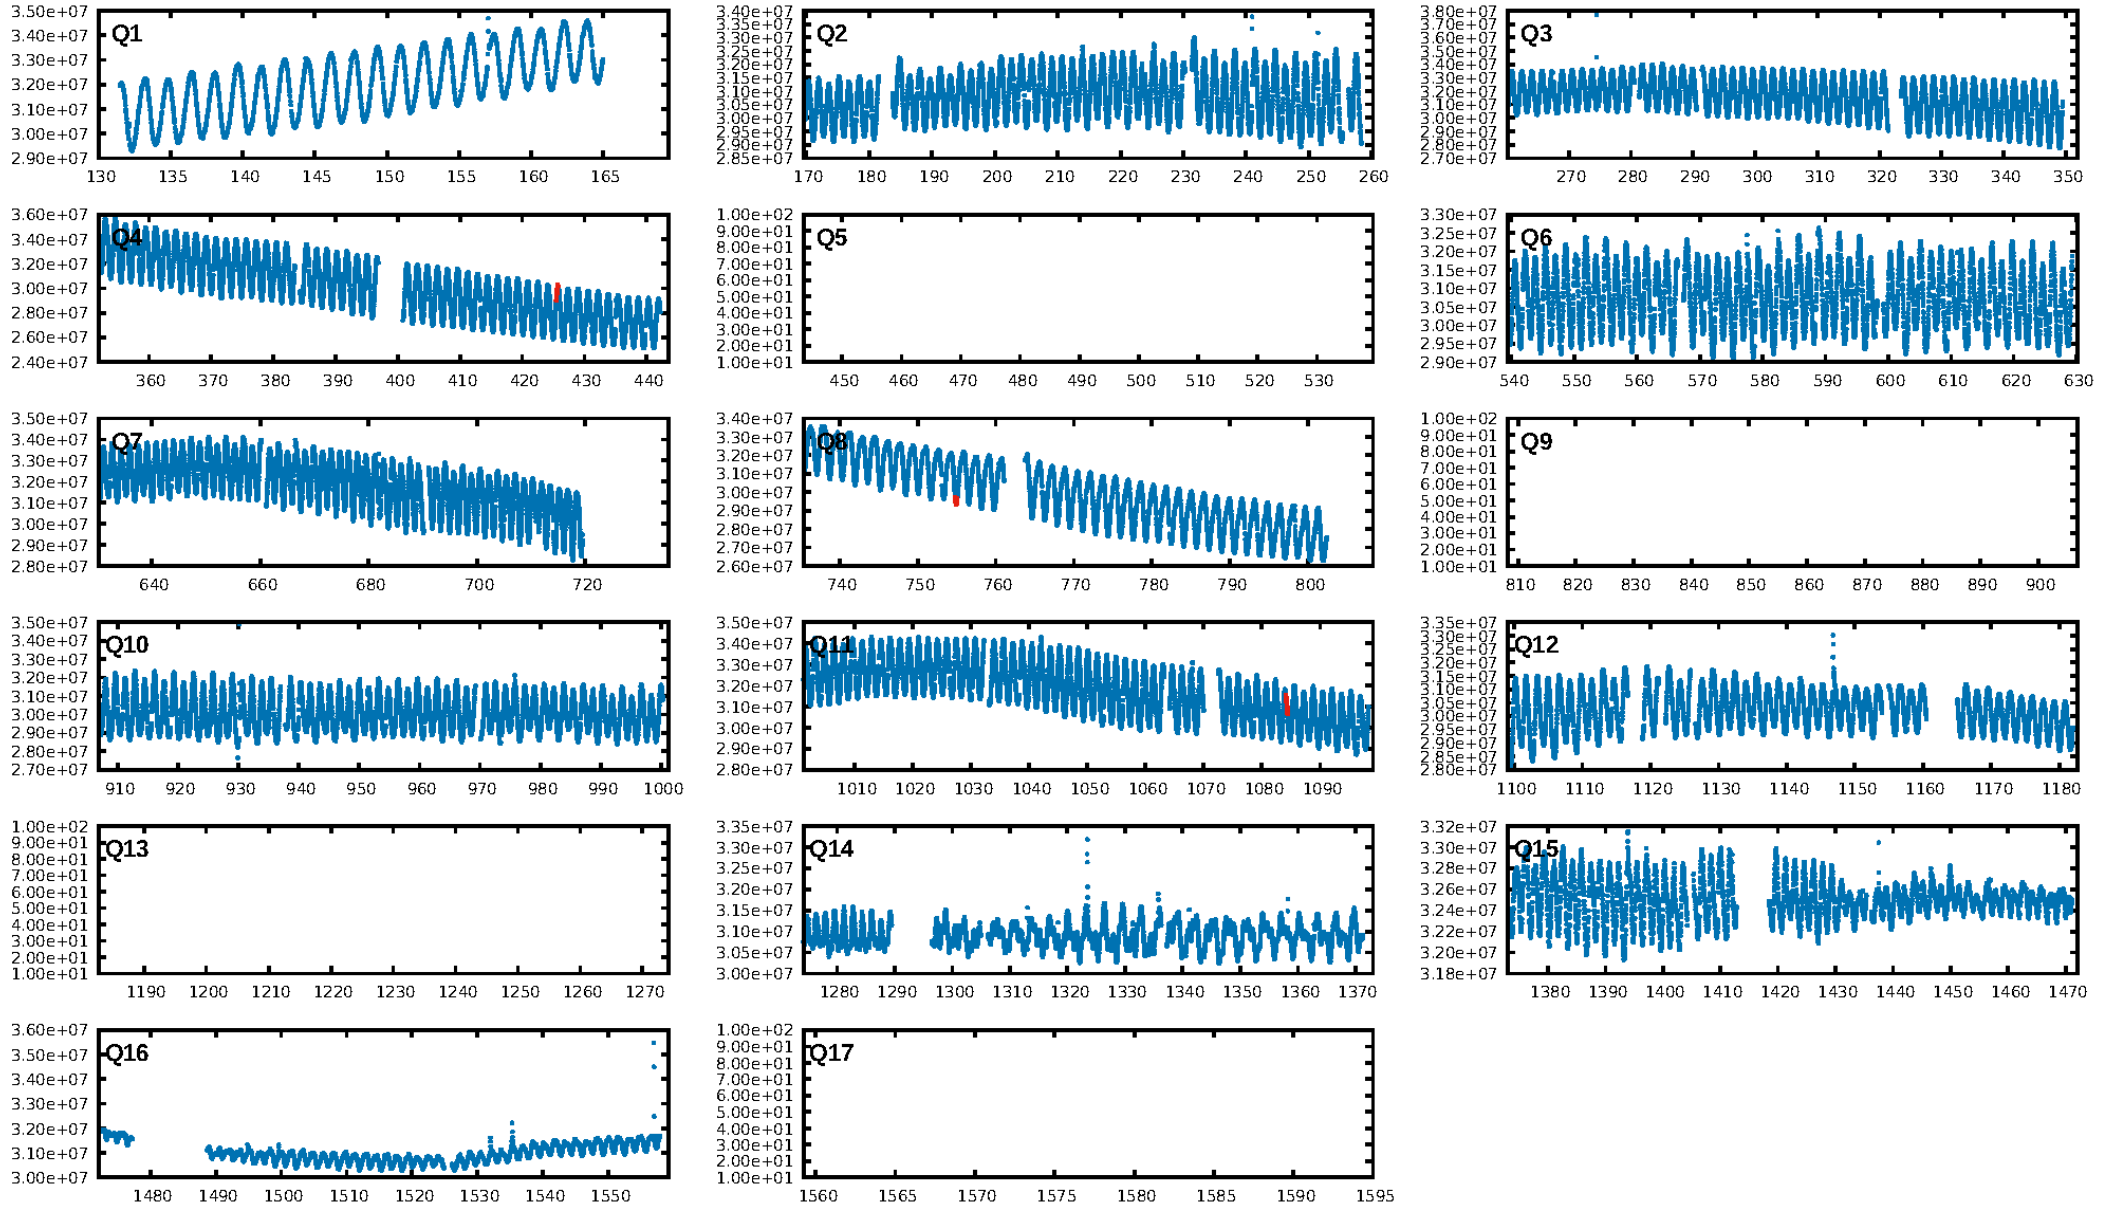 Q1
3.50e+07
3.40e+07
3.30e+07
3.20e+07
3.10e+07
3.00e+07
2.90e+07
130 135 140 145 150 155 160 165
Q2
3.40e+07
3.35e+07
3.30e+07
3.25e+07
3.20e+07
3.15e+07
3.10e+07
3.05e+07
3.00e+07
2.95e+07
2.90e+07
2.85e+07
170 180 190 200 210 220 230 240 250 260
Q3
3.80e+07
3.70e+07
3.60e+07
3.50e+07
3.40e+07
3.30e+07
3.20e+07
3.10e+07
3.00e+07
2.90e+07
2.80e+07
2.70e+07
270 280 290 300 310 320 330 340 350
Q4
3.60e+07
3.40e+07
3.20e+07
3.00e+07
2.80e+07
2.60e+07
2.40e+07
360 370 380 390 400 410 420 430 440
Q5
1.00e+02
9.00e+01
8.00e+01
7.00e+01
6.00e+01
5.00e+01
4.00e+01
3.00e+01
2.00e+01
1.00e+01
450 460 470 480 490 500 510 520 530
Q6
3.30e+07
3.25e+07
3.20e+07
3.15e+07
3.10e+07
3.05e+07
3.00e+07
2.95e+07
2.90e+07
540 550 560 570 580 590 600 610 620 630
Q7
3.50e+07
3.40e+07
3.30e+07
3.20e+07
3.10e+07
3.00e+07
2.90e+07
2.80e+07
640 660 680 700 720
Q8
3.40e+07
3.30e+07
3.20e+07
3.10e+07
3.00e+07
2.90e+07
2.80e+07
2.70e+07
2.60e+07
740 750 760 770 780 790 800
Q9
1.00e+02
9.00e+01
8.00e+01
7.00e+01
6.00e+01
5.00e+01
4.00e+01
3.00e+01
2.00e+01
1.00e+01
810 820 830 840 850 860 870 880 890 900
Q10
3.50e+07
3.40e+07
3.30e+07
3.20e+07
3.10e+07
3.00e+07
2.90e+07
2.80e+07
2.70e+07
910 920 930 940 950 960 970 980 990 1000
Q11
3.50e+07
3.40e+07
3.30e+07
3.20e+07
3.10e+07
3.00e+07
2.90e+07
2.80e+07
1010 1020 1030 1040 1050 1060 1070 1080 1090
Q12
3.35e+07
3.30e+07
3.25e+07
3.20e+07
3.15e+07
3.10e+07
3.05e+07
3.00e+07
2.95e+07
2.90e+07
2.85e+07
2.80e+07
1100 1110 1120 1130 1140 1150 1160 1170 1180
Q13
1.00e+02
9.00e+01
8.00e+01
7.00e+01
6.00e+01
5.00e+01
4.00e+01
3.00e+01
2.00e+01
1.00e+01
1190 1200 1210 1220 1230 1240 1250 1260 1270
Q14
3.35e+07
3.30e+07
3.25e+07
3.20e+07
3.15e+07
3.10e+07
3.05e+07
3.00e+07
1280 1290 1300 1310 1320 1330 1340 1350 1360 1370
Q15
3.32e+07
3.30e+07
3.28e+07
3.26e+07
3.24e+07
3.22e+07
3.20e+07
3.18e+07
1380 1390 1400 1410 1420 1430 1440 1450 1460 1470
Q16
3.60e+07
3.50e+07
3.40e+07
3.30e+07
3.20e+07
3.10e+07
3.00e+07
1480 1490 1500 1510 1520 1530 1540 1550
Q17
1.00e+02
9.00e+01
8.00e+01
7.00e+01
6.00e+01
5.00e+01
4.00e+01
3.00e+01
2.00e+01
1.00e+01
1560 1565 1570 1575 1580 1585 1590 1595